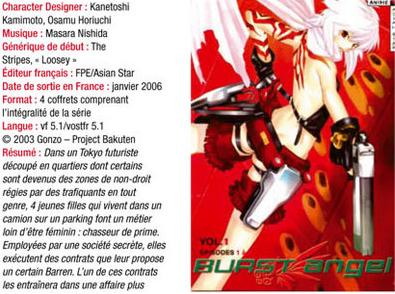 Character Designer : Kanetoshi
Kamimoto, Osamu Horiuchi
Musique : Masara Nishida
Générique de début : The
Stripes, « Loosey »
Éditeur français : FPE/Asian Star
Date de sortie en France : janvier 2006
Format : 4 coffrets comprenant
l'intégralité de la série
Langue : vf 5.1/vostfr 5.1
© 2003 Gonzo – Project Bakuten
Résumé : Dans un Tokyo futuriste
découpé en quartiers dont certains
sont devenus des zones de non-droit
régies par des trafiquants en tout
genre, 4 jeunes filles qui vivent dans un
camion sur un parking font un métier
loin d'être féminin : chasseur de prime.
Employées par une société secrète, elles
exécutent des contrats que leur propose
un certain Barren. L'un de ces contrats
les entraînera dans une affaire plus
ANIME
VOL.1
EPISODES 1
BURST angel